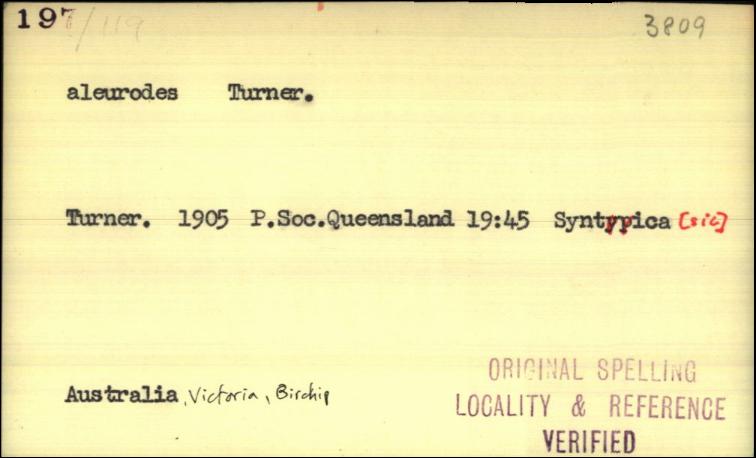 197/119 3809
aleurodes Turner.
Turner. 1905 P.Soc.Queensland 19:45 Syntypica [sic]
Australia, Victoria, Birchip
ORIGINAL SPELLING
LOCALITY & REFERENCE
VERIFIED